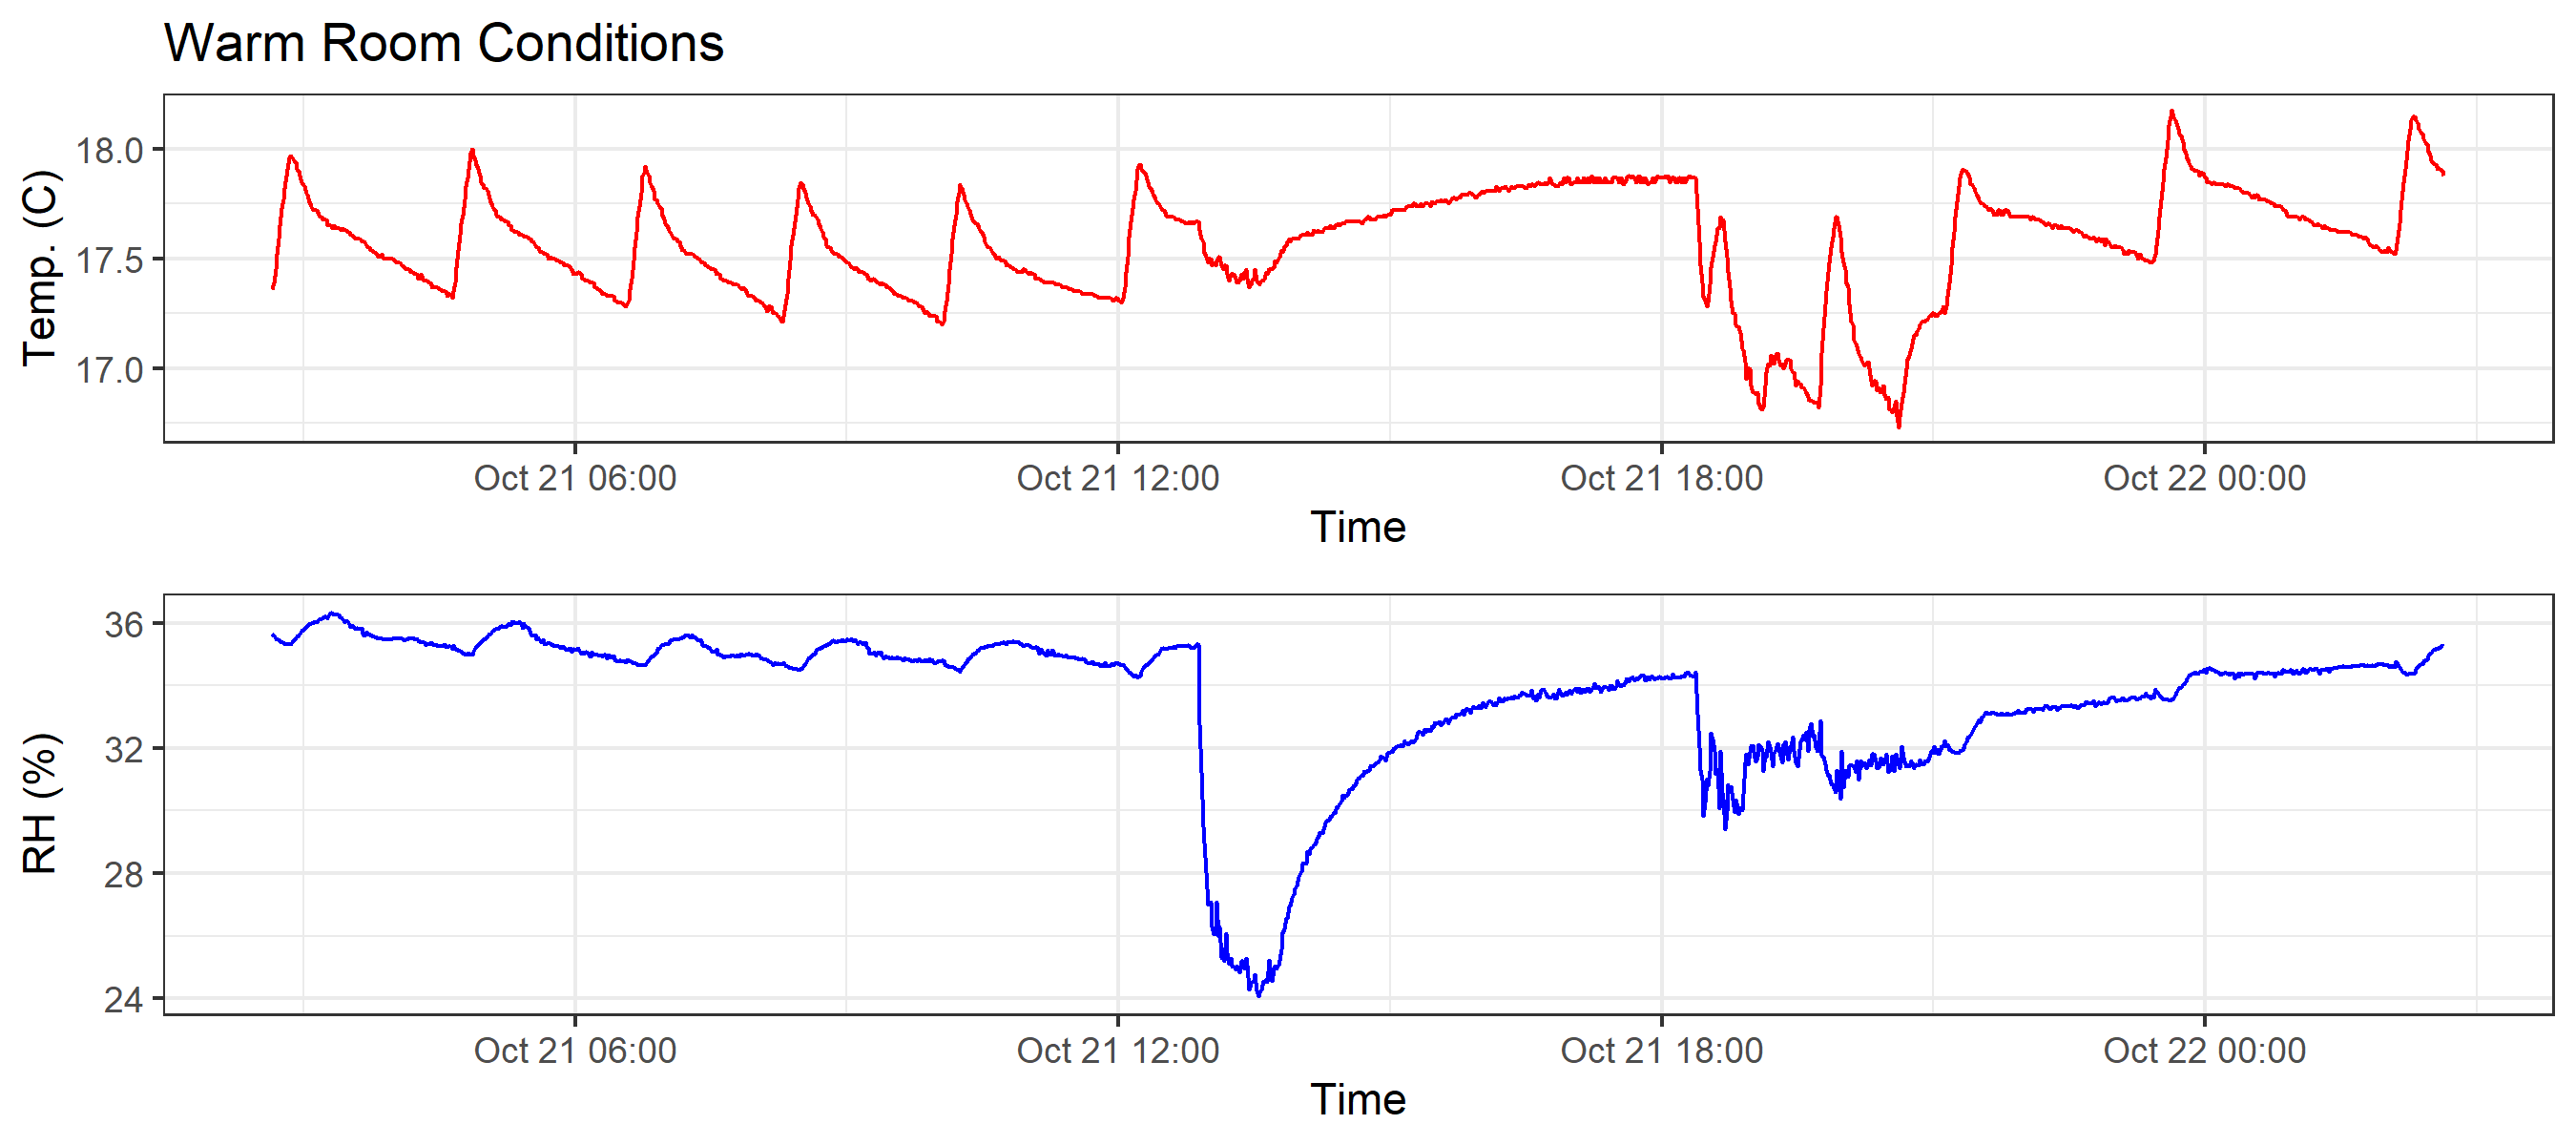 Warm Room Conditions
Temp. (C)
18.0
17.5
17.0
Oct 21 06:00 Oct 21 12:00 Oct 21 18:00 Oct 22 00:00
Time
RH (%)
36
32
28
24
Oct 21 06:00 Oct 21 12:00 Oct 21 18:00 Oct 22 00:00
Time